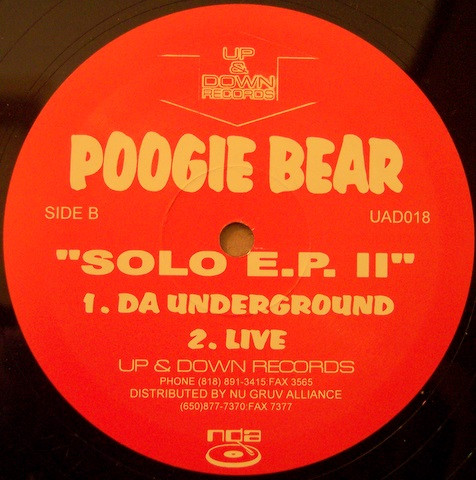 UP
&
DOWN
RECORDS
POOGIE BEAR
SIDE B
UAD018
"SOLO E.P. II"
1. DA UNDERGROUND
2. LIVE
UP & DOWN RECORDS
PHONE (818) 891-3415:FAX 3565
DISTRIBUTED BY NU GRUV ALLIANCE
(650)877-7370:FAX 7377
nga